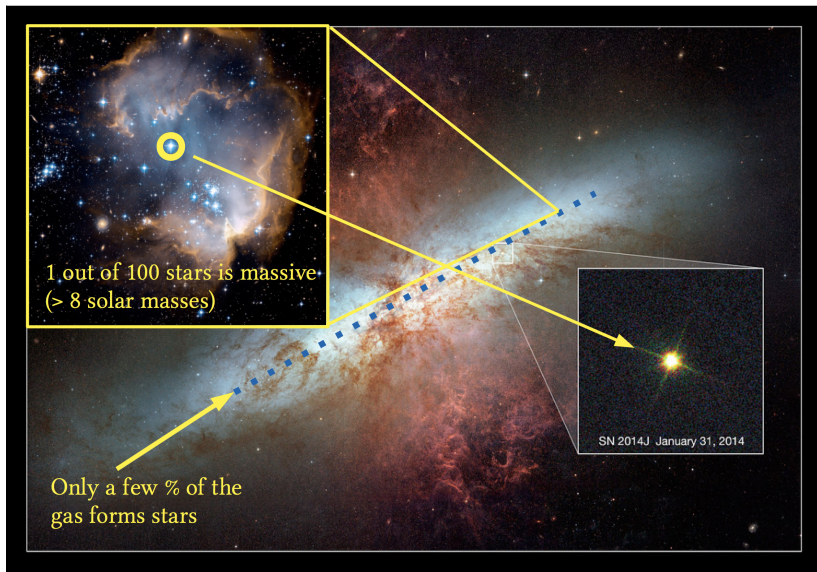 1 out of 100 stars is massive
(> 8 solar masses)
SN 2014J  January 31, 2014
Only a few % of the
gas forms stars